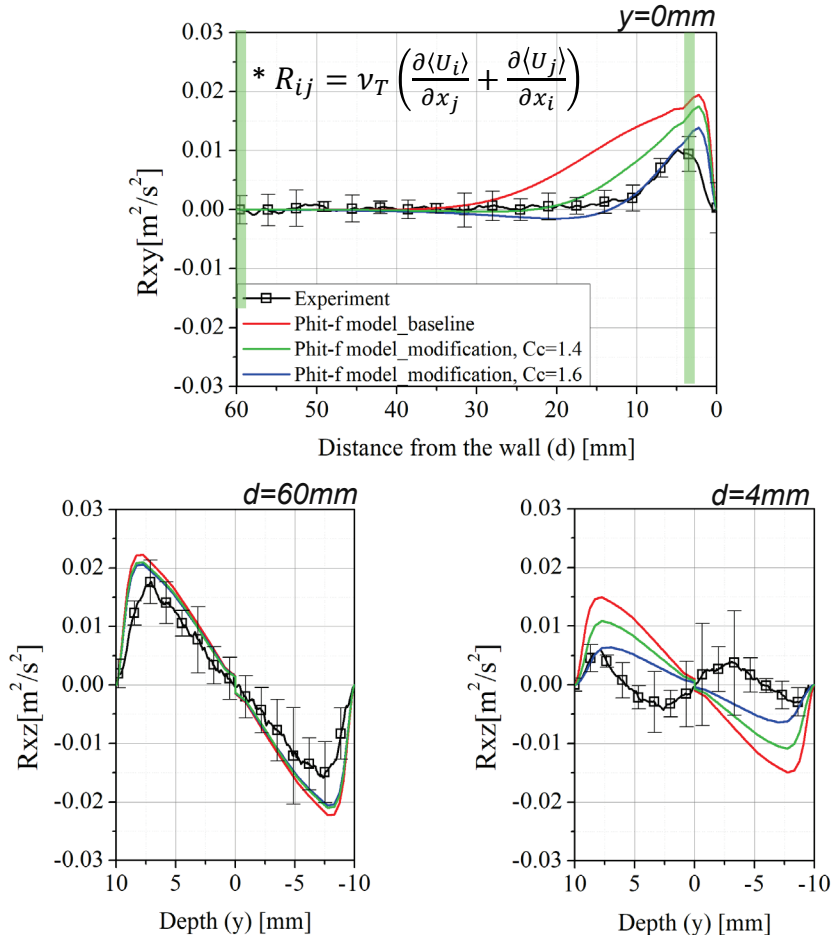 y=0mm
* R_{ij} = ν_T (∂⟨U_i⟩/∂x_j + ∂⟨U_j⟩/∂x_i)
0.03
0.02
0.01
0.00
-0.01
-0.02
-0.03
Rxy[m²/s²]
Experiment
Phit-f model_baseline
Phit-f model_modification, Cc=1.4
Phit-f model_modification, Cc=1.6
60 50 40 30 20 10 0
Distance from the wall (d) [mm]
d=60mm
0.03
0.02
0.01
0.00
-0.01
-0.02
-0.03
Rxz[m²/s²]
10 5 0 -5 -10
Depth (y) [mm]
d=4mm
0.03
0.02
0.01
0.00
-0.01
-0.02
-0.03
Rxz[m²/s²]
10 5 0 -5 -10
Depth (y) [mm]